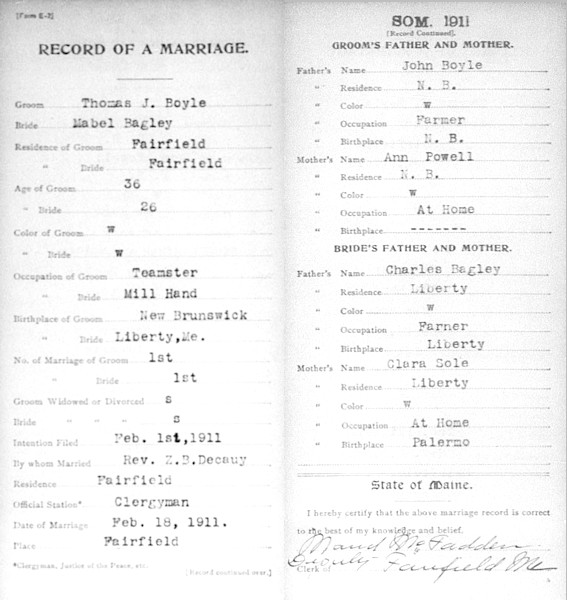 [Form E-2]
RECORD OF A MARRIAGE.
Groom Thomas J. Boyle
Bride Mabel Bagley
Residence of Groom Fairfield
" Bride Fairfield
Age of Groom 36
" Bride 26
Color of Groom w
" Bride w
Occupation of Groom Teamster
" Bride Mill Hand
Birthplace of Groom New Brunswick
" Bride Liberty,Me.
No. of Marriage of Groom 1st
" Bride 1st
Groom Widowed or Divorced s
Bride " " " s
Intention Filed Feb. 1st,1911
By whom Married Rev. Z.B.Decauy
Residence Fairfield
Official Station* Clergyman
Date of Marriage Feb. 18, 1911.
Place Fairfield
*Clergyman, Justice of the Peace, etc.
[Record continued over.]
SOM. 1911
[Record Continued].
GROOM'S FATHER AND MOTHER.
Father's Name John Boyle
" Residence N. B.
" Color w
" Occupation Farmer
" Birthplace N. B.
Mother's Name Ann Powell
" Residence N. B.
" Color w
" Occupation At Home
" Birthplace -------
BRIDE'S FATHER AND MOTHER.
Father's Name Charles Bagley
" Residence Liberty
" Color w
" Occupation Farner
" Birthplace Liberty
Mother's Name Clara Sole
" Residence Liberty
" Color w
" Occupation At Home
" Birthplace Palermo
State of Maine.
I hereby certify that the above marriage record is correct
to the best of my knowledge and belief.
Maud McFadden
Deputy
Clerk of Fairfield Me